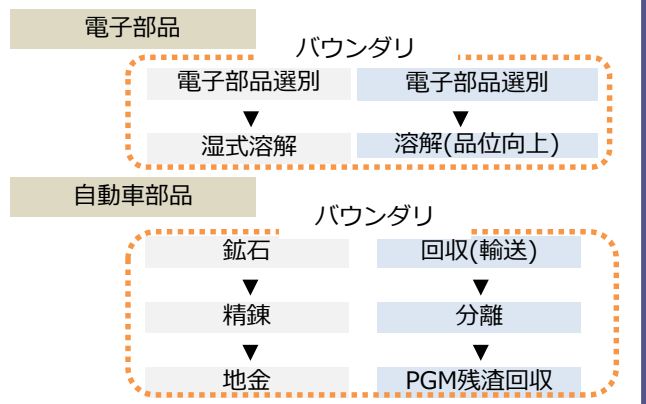 電子部品
バウンダリ
電子部品選別
電子部品選別
▼
▼
湿式溶解
溶解(品位向上)
自動車部品
バウンダリ
鉱石
回収(輸送)
▼
▼
精錬
分離
▼
▼
地金
PGM残渣回収